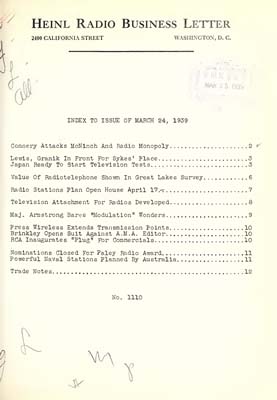 HEINL RADIO BUSINESS LETTER
2400 CALIFORNIA STREET WASHINGTON, D. C.
INDEX TO ISSUE OF MARCH 24, 1939
Connery Attacks McNinch And Radio Monopoly....................2
Lewis, Granik In Front For Sykes' Place.......................3
Japan Ready To Start Television Tests.........................3
Value Of Radiotelephone Shown In Great Lakes Survey...........6
Radio Stations Plan Open House April 17.......................7
Television Attachment For Radios Developed....................8
Maj. Armstrong Bares "Modulation" Wonders.....................9
Press Wireless Extends Transmission Points...................10
Brinkley Opens Suit Against A.M.A. Editor....................10
RCA Inaugurates "Plug" For Commercials.......................10
Nominations Closed For Paley Radio Award.....................11
Powerful Naval Stations Planned By Australia.................11
Trade Notes..................................................12
No. 1110